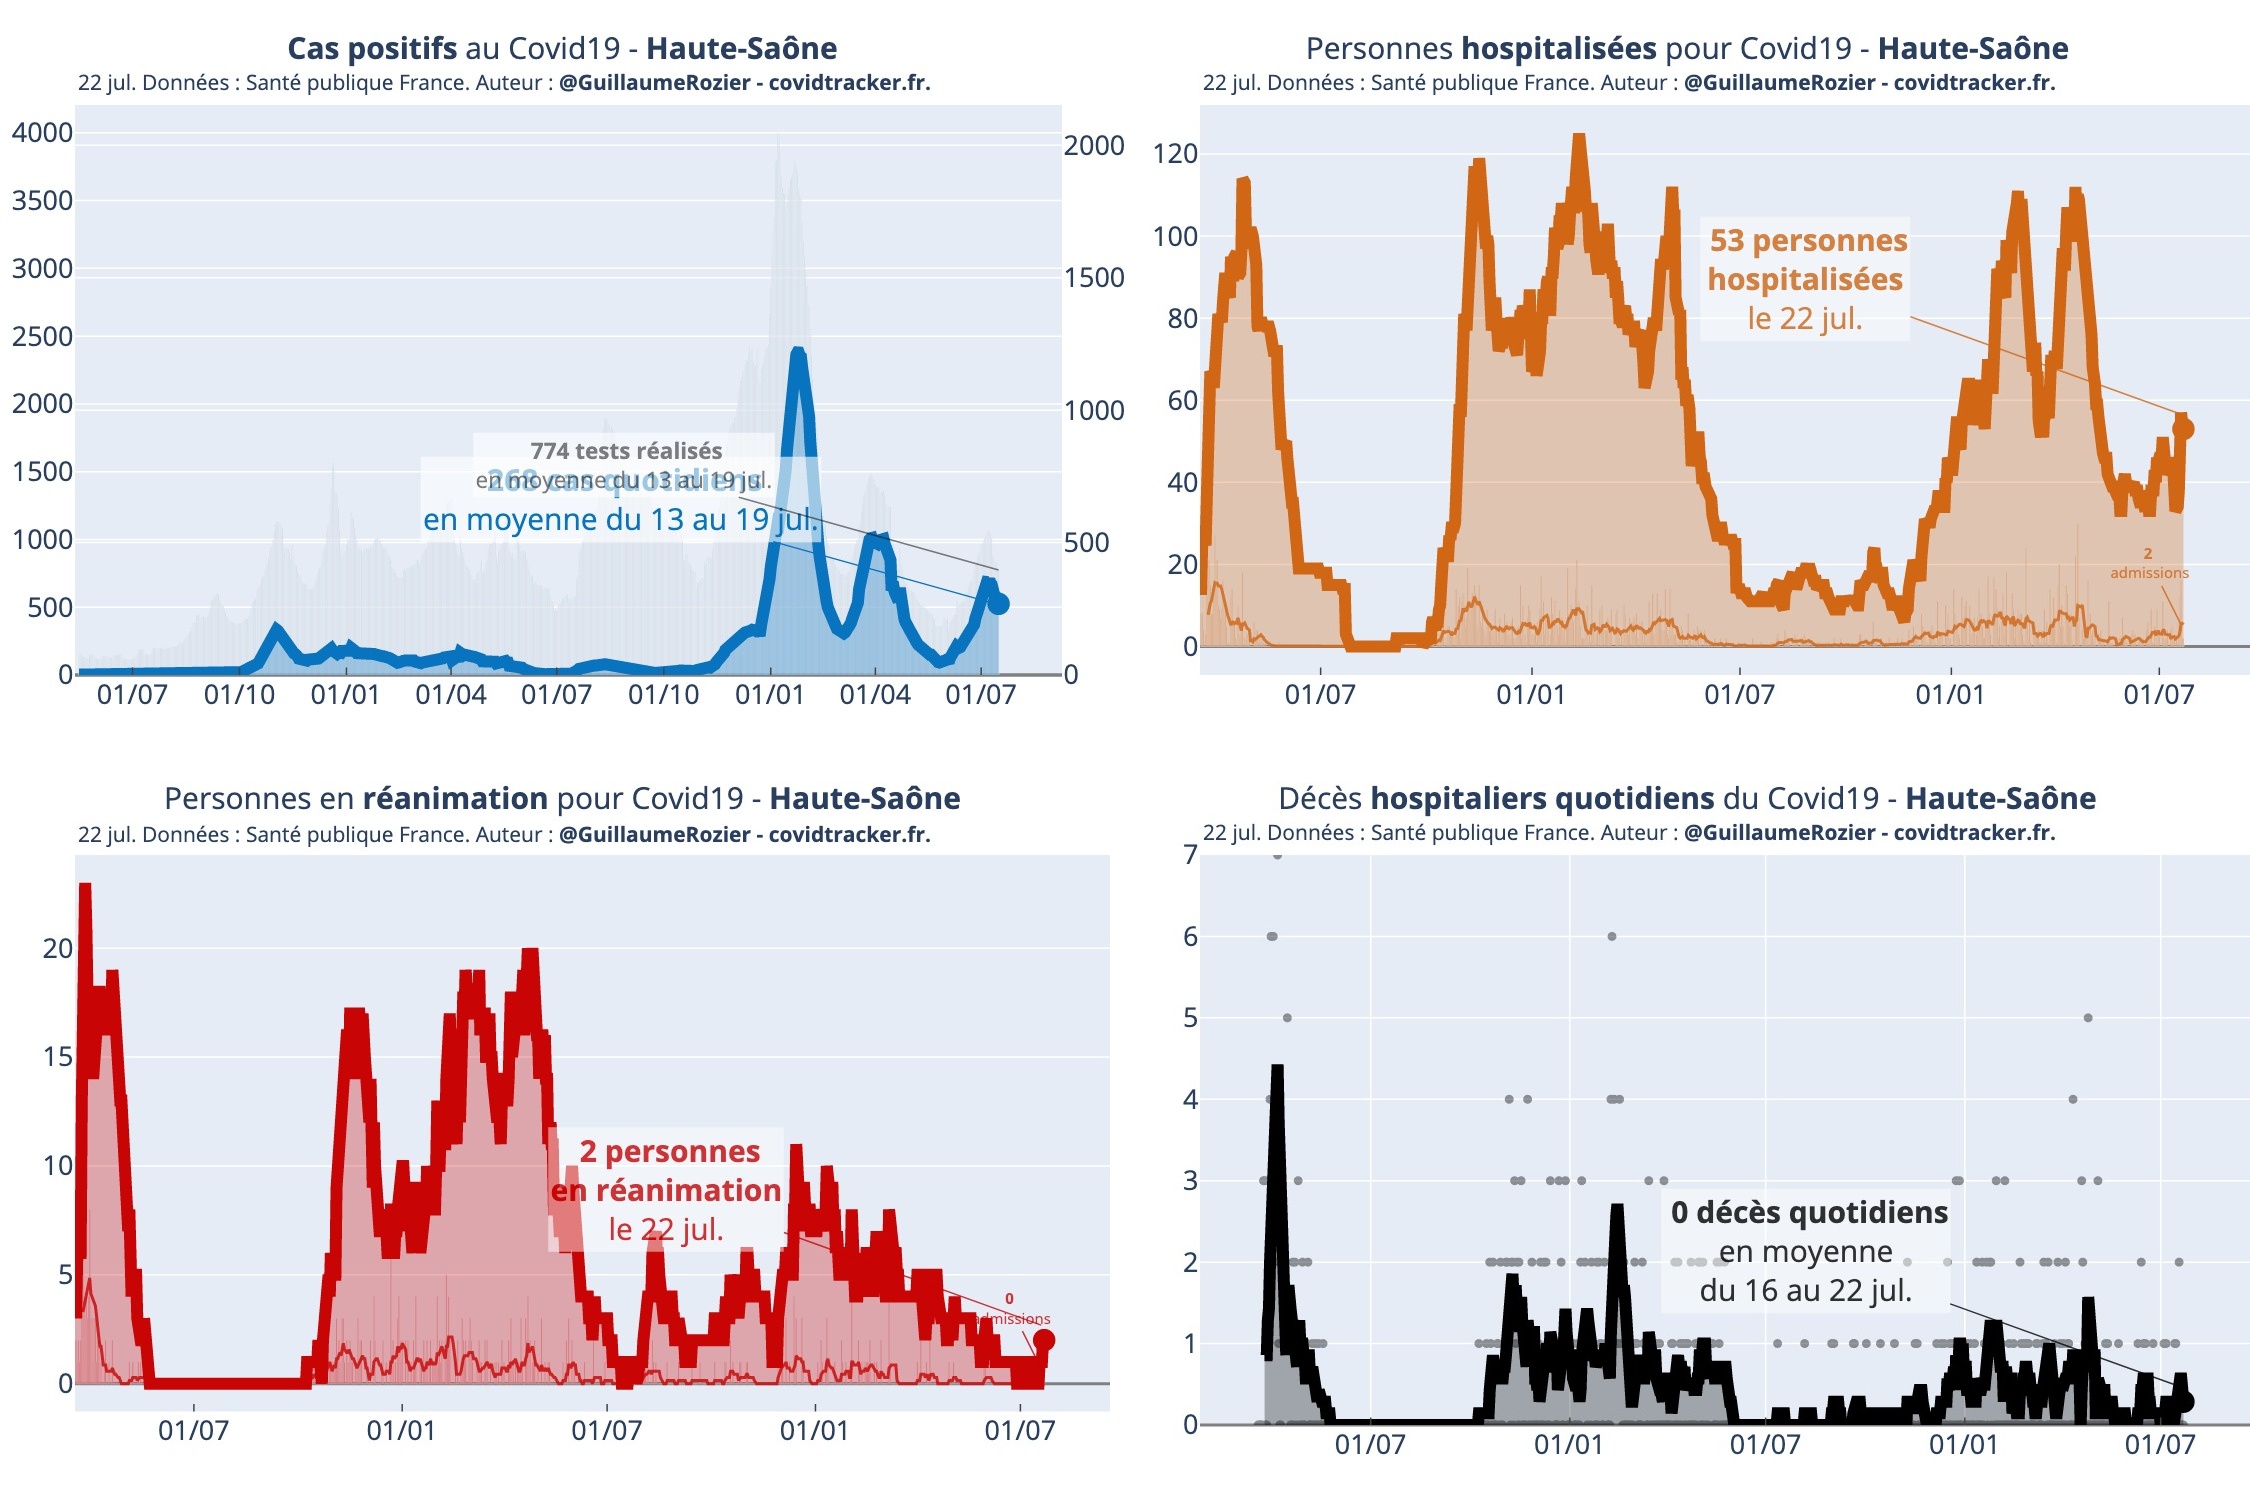 Cas positifs au Covid19 - Haute-Saône
22 jul. Données : Santé publique France. Auteur : @GuillaumeRozier - covidtracker.fr.
4000
3500
3000
2500
2000
1500
1000
500
0
2000
1500
1000
500
0
774 tests réalisés
en moyenne du 13 au 19 jul.
268 cas quotidiens
en moyenne du 13 au 19 jul.
01/07 01/10 01/01 01/04 01/07 01/10 01/01 01/04 01/07
Personnes hospitalisées pour Covid19 - Haute-Saône
22 jul. Données : Santé publique France. Auteur : @GuillaumeRozier - covidtracker.fr.
120
100
80
60
40
20
0
53 personnes
hospitalisées
le 22 jul.
2
admissions
01/07 01/01 01/07 01/01 01/07
Personnes en réanimation pour Covid19 - Haute-Saône
22 jul. Données : Santé publique France. Auteur : @GuillaumeRozier - covidtracker.fr.
20
15
10
5
0
2 personnes
en réanimation
le 22 jul.
0
admissions
01/07 01/01 01/07 01/01 01/07
Décès hospitaliers quotidiens du Covid19 - Haute-Saône
22 jul. Données : Santé publique France. Auteur : @GuillaumeRozier - covidtracker.fr.
7
6
5
4
3
2
1
0
0 décès quotidiens
en moyenne
du 16 au 22 jul.
01/07 01/01 01/07 01/01 01/07